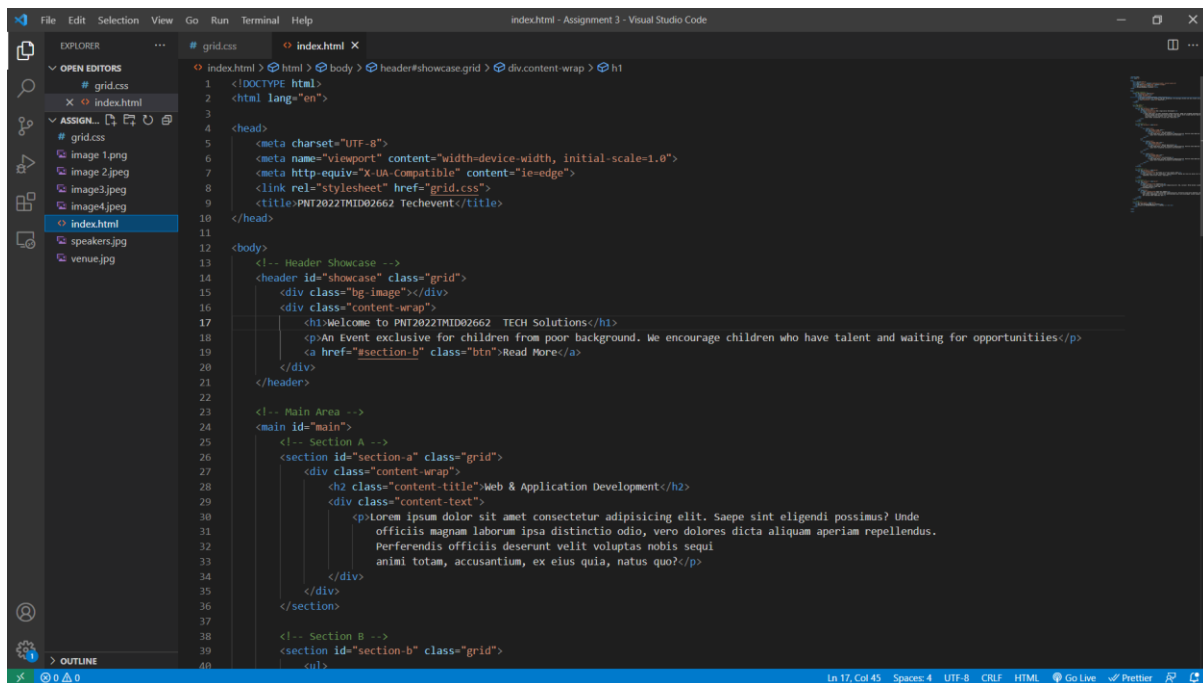 File Edit Selection View Go Run Terminal Help
index.html - Assignment 3 - Visual Studio Code
EXPLORER
OPEN EDITORS
# grid.css
index.html
ASSIGN...
# grid.css
image 1.png
image 2.jpeg
image3.jpeg
image4.jpeg
index.html
speakers.jpg
venue.jpg
OUTLINE
# grid.css
index.html
index.html > html > body > header#showcase.grid > div.content-wrap > h1
1 <!DOCTYPE html>
2 <html lang="en">
3
4 <head>
5 <meta charset="UTF-8">
6 <meta name="viewport" content="width=device-width, initial-scale=1.0">
7 <meta http-equiv="X-UA-Compatible" content="ie=edge">
8 <link rel="stylesheet" href="grid.css">
9 <title>PNT2022TMID02662 Techevent</title>
10 </head>
11
12 <body>
13 <!-- Header Showcase -->
14 <header id="showcase" class="grid">
15 <div class="bg-image"></div>
16 <div class="content-wrap">
17 <h1>Welcome to PNT2022TMID02662  TECH Solutions</h1>
18 <p>An Event exclusive for children from poor background. We encourage children who have talent and waiting for opportunitiies</p>
19 <a href="#section-b" class="btn">Read More</a>
20 </div>
21 </header>
22
23 <!-- Main Area -->
24 <main id="main">
25 <!-- Section A -->
26 <section id="section-a" class="grid">
27 <div class="content-wrap">
28 <h2 class="content-title">Web & Application Development</h2>
29 <div class="content-text">
30 <p>Lorem ipsum dolor sit amet consectetur adipisicing elit. Saepe sint eligendi possimus? Unde
31 officiis magnam laborum ipsa distinctio odio, vero dolores dicta aliquam aperiam repellendus.
32 Perferendis officiis deserunt velit voluptas nobis sequi
33 animi totam, accusantium, ex eius quia, natus quo?</p>
34 </div>
35 </div>
36 </section>
37
38 <!-- Section B -->
39 <section id="section-b" class="grid">
40 <ul>
0 0
Ln 17, Col 45 Spaces: 4 UTF-8 CRLF HTML Go Live Prettier
1